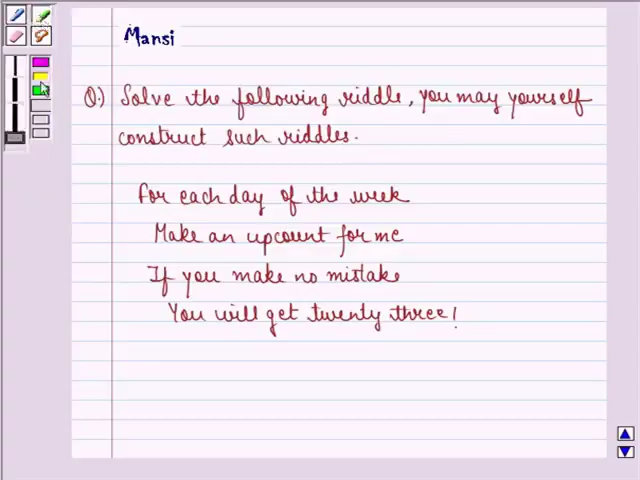 Mansi
Q.) Solve the following riddle, you may yourself
construct such riddles.
For each day of the week
Make an upcount for me
If you make no mistake
You will get twenty three!